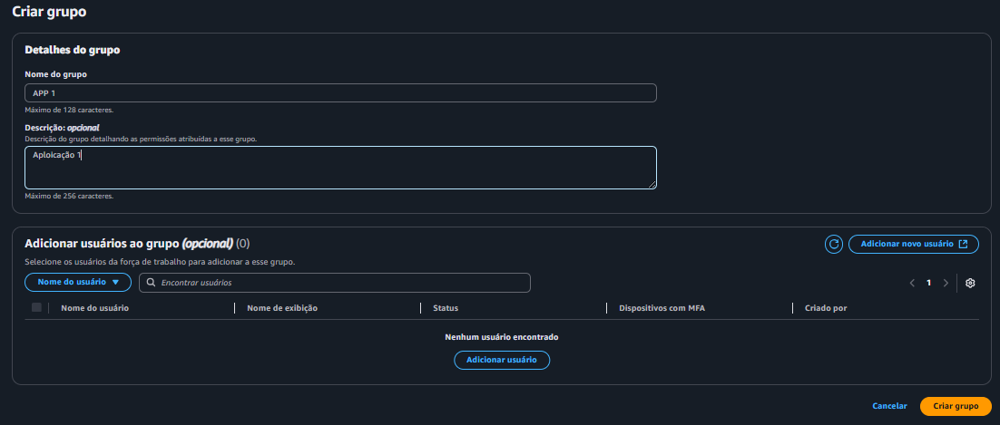 Criar grupo
Detalhes do grupo
Nome do grupo
APP 1
Máximo de 128 caracteres.
Descrição: opcional
Descrição do grupo detalhando as permissões atribuídas a esse grupo.
Aploicação 1
Máximo de 256 caracteres.
Adicionar usuários ao grupo (opcional) (0)
Adicionar novo usuário
Selecione os usuários da força de trabalho para adicionar a esse grupo.
Nome do usuário
Encontrar usuários
1
Nome do usuário Nome de exibição Status Dispositivos com MFA Criado por
Nenhum usuário encontrado
Adicionar usuário
Cancelar Criar grupo